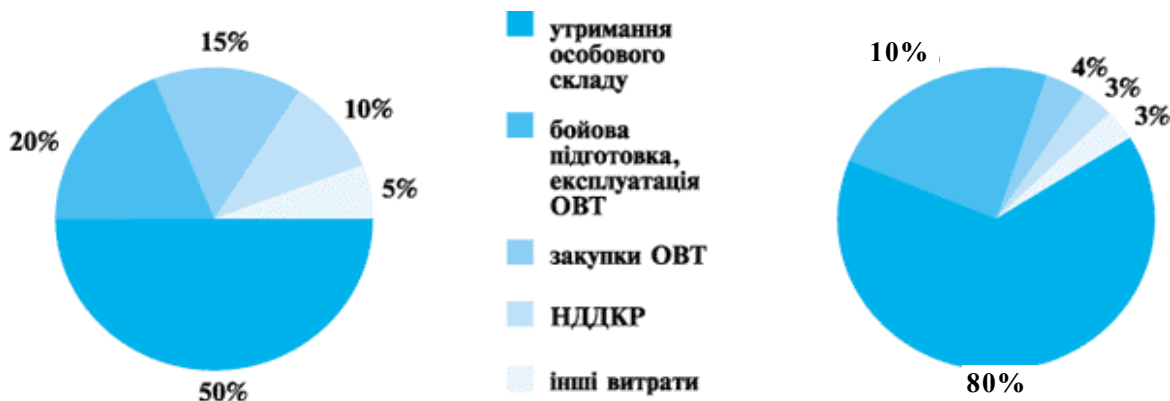 15%
10%
20%
5%
50%
утримання
особового
складу
бойова
підготовка,
експлуатація
ОВТ
закупки ОВТ
НДДКР
інші витрати
10%
4%
3%
3%
80%